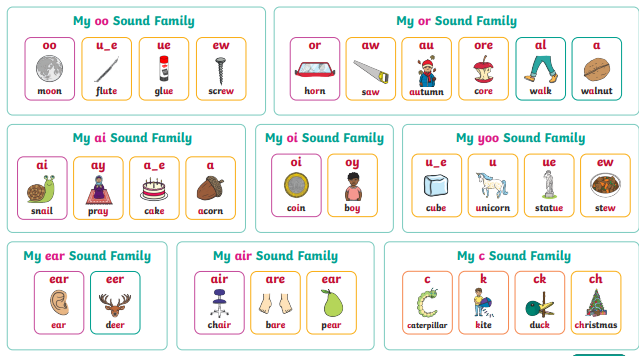 My oo Sound Family
oo u_e ue ew
moon flute glue screw
My or Sound Family
or aw au ore al a
horn saw autumn core walk walnut
My ai Sound Family
ai ay a_e a
snail pray cake acorn
My oi Sound Family
oi oy
coin boy
My yoo Sound Family
u_e u ue ew
cube unicorn statue stew
My ear Sound Family
ear eer
ear deer
My air Sound Family
air are ear
chair bare pear
My c Sound Family
c k ck ch
caterpillar kite duck christmas